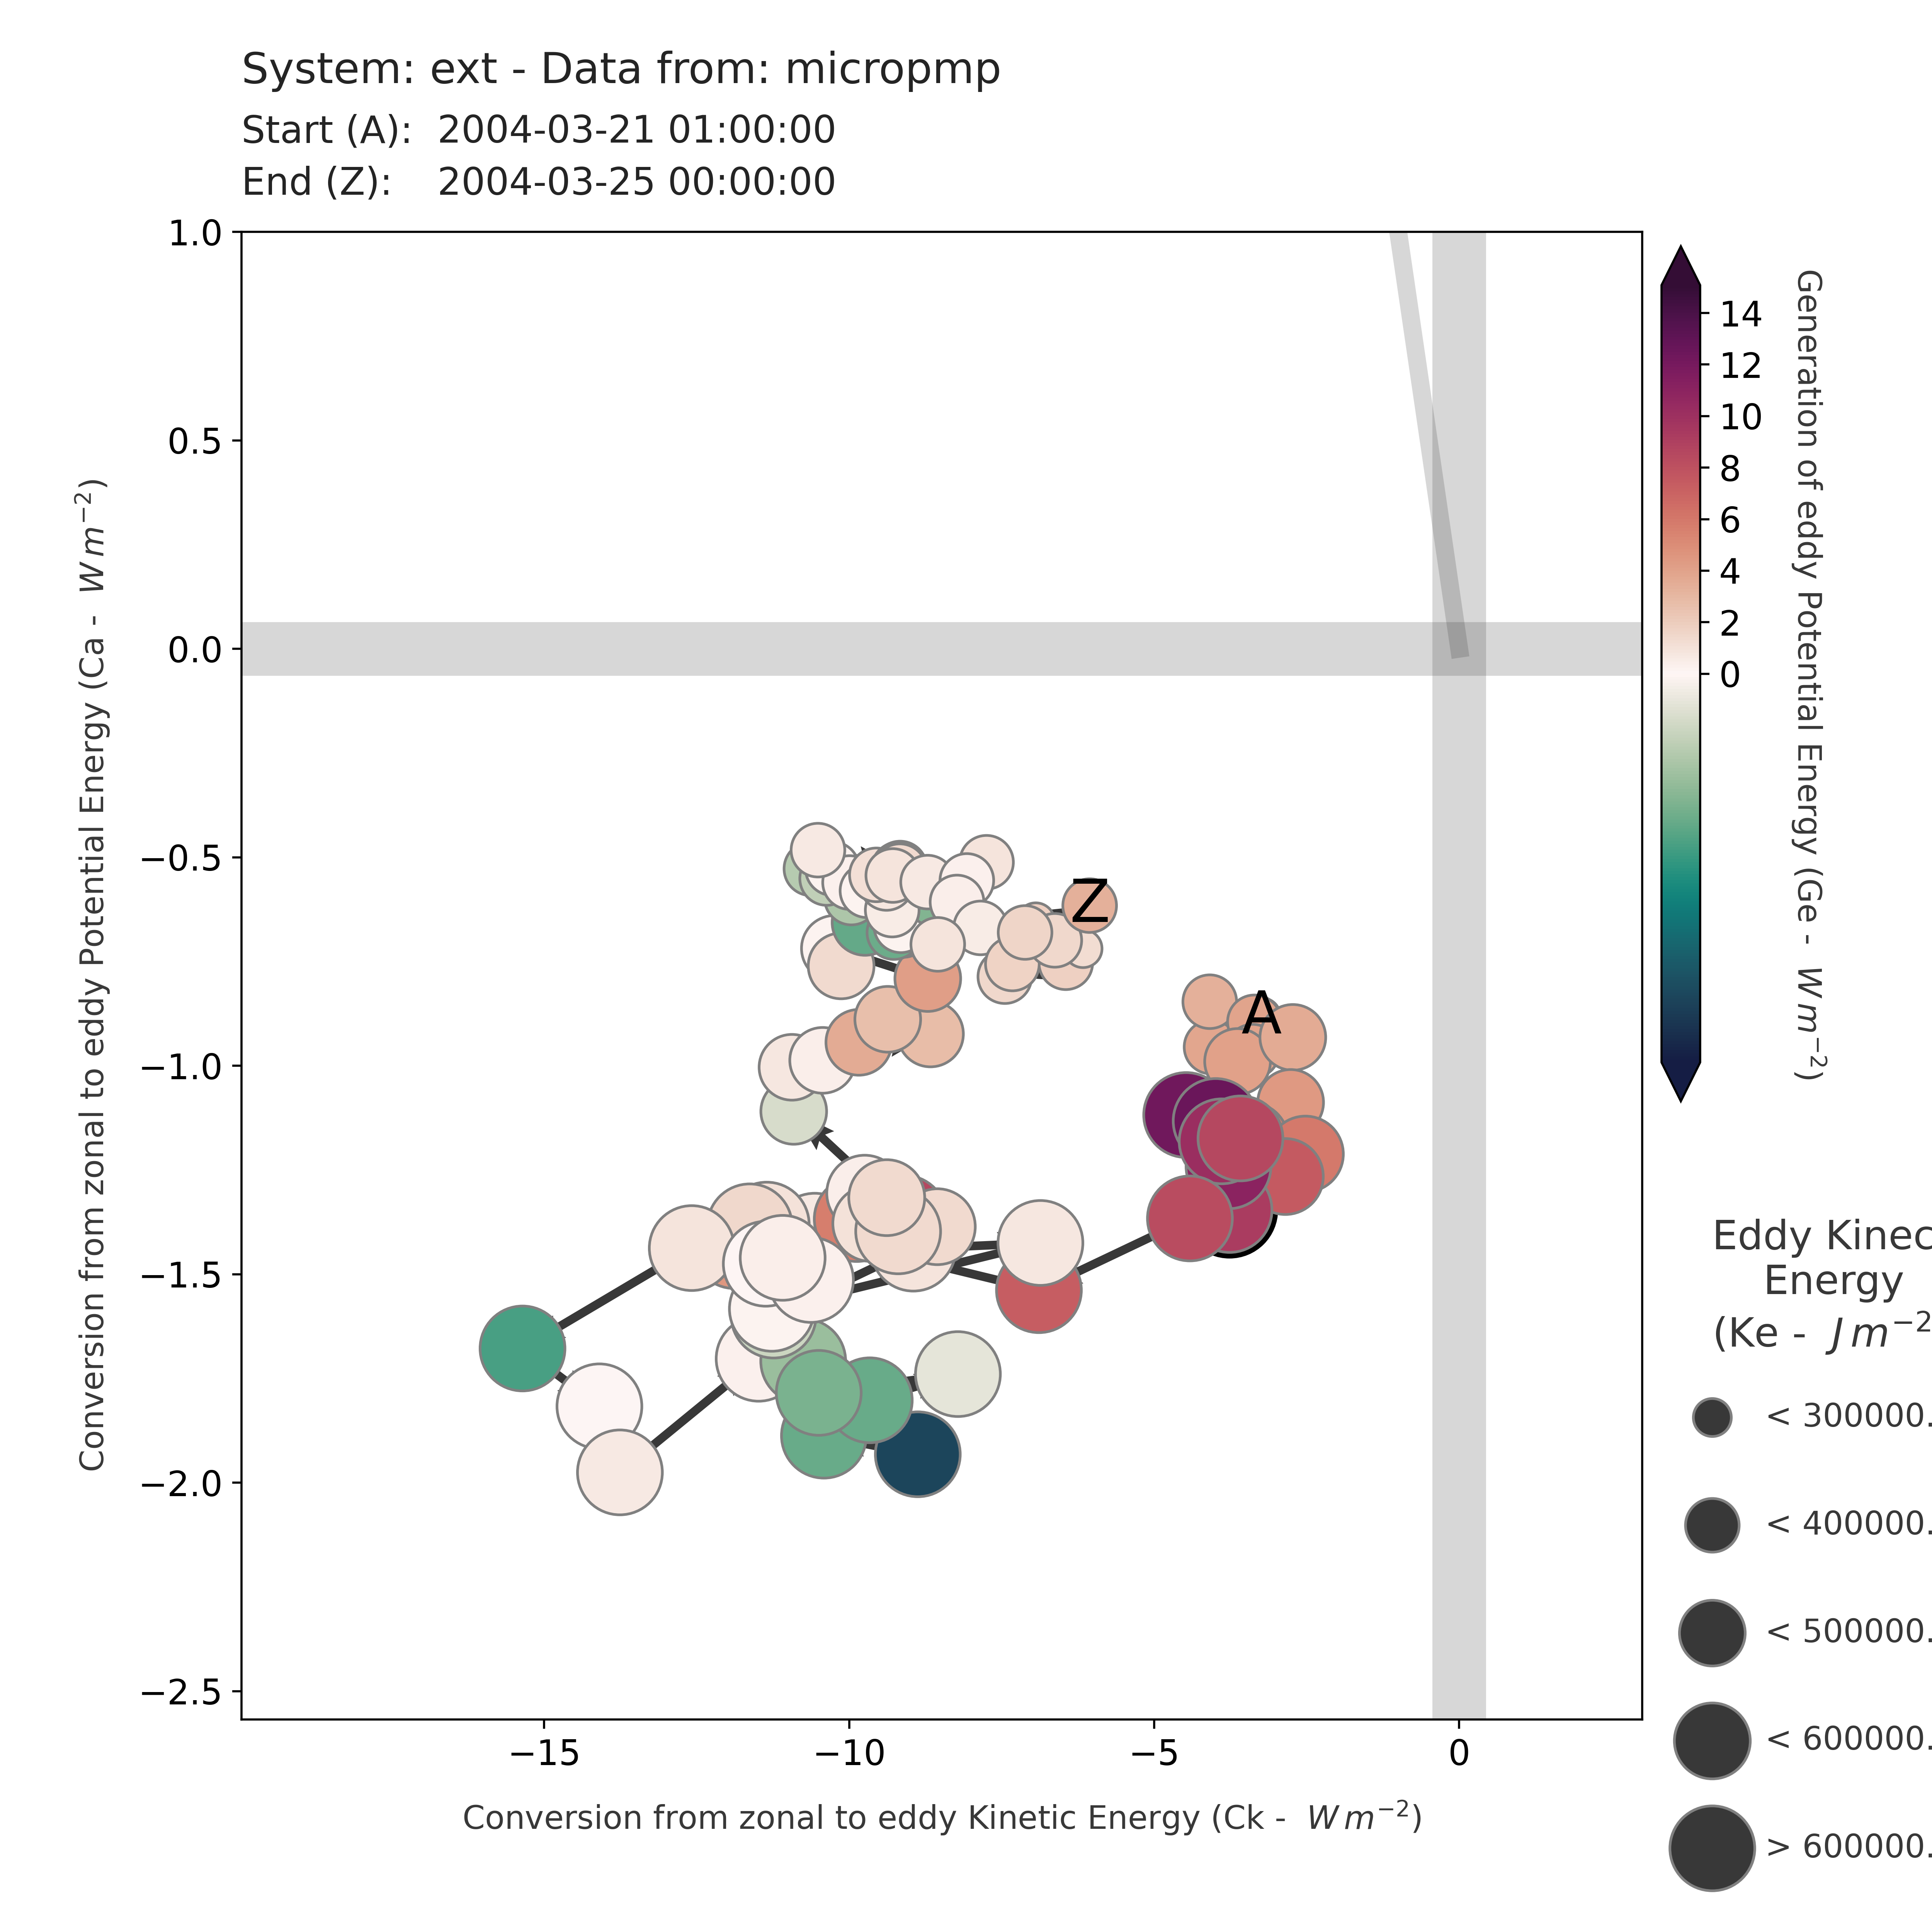 System: ext - Data from: micropmp
Start (A): 2004-03-21 01:00:00
End (Z): 2004-03-25 00:00:00
1.0
0.5
0.0
−0.5
−1.0
−1.5
−2.0
−2.5
Conversion from zonal to eddy Potential Energy (Ca - W m⁻²)
Z
A
−15
−10
−5
0
Conversion from zonal to eddy Kinetic Energy (Ck - W m⁻²)
14
12
10
8
6
4
2
0
Generation of eddy Potential Energy (Ge - W m⁻²)
Eddy Kinec
Energy
(Ke - J m⁻²
< 300000.
< 400000.
< 500000.
< 600000.
> 600000.